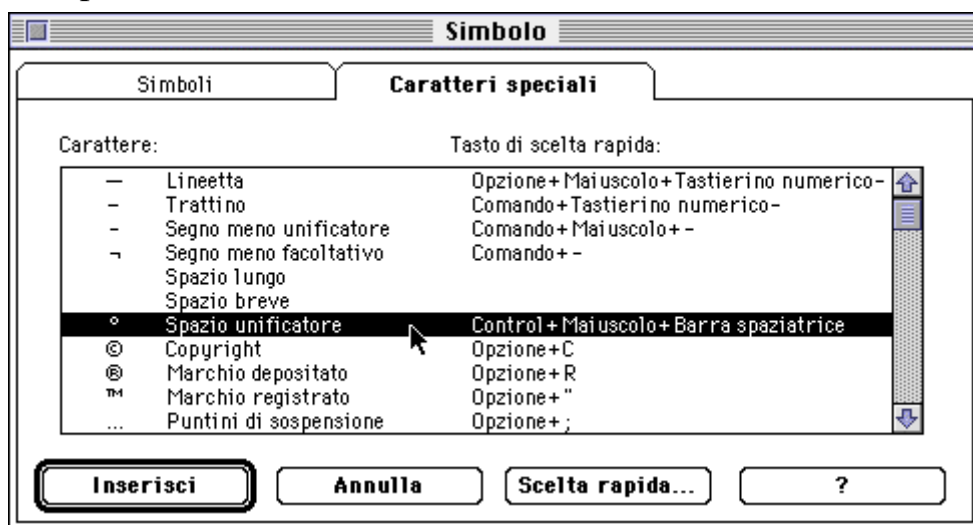 Simbolo
Simboli Caratteri speciali
Carattere: Tasto di scelta rapida:
— Lineetta Opzione+Maiuscolo+Tastierino numerico-
– Trattino Comando+Tastierino numerico-
- Segno meno unificatore Comando+Maiuscolo+-
¬ Segno meno facoltativo Comando+-
Spazio lungo
Spazio breve
° Spazio unificatore Control+Maiuscolo+Barra spaziatrice
© Copyright Opzione+C
® Marchio depositato Opzione+R
™ Marchio registrato Opzione+"
... Puntini di sospensione Opzione+;
Inserisci Annulla Scelta rapida... ?